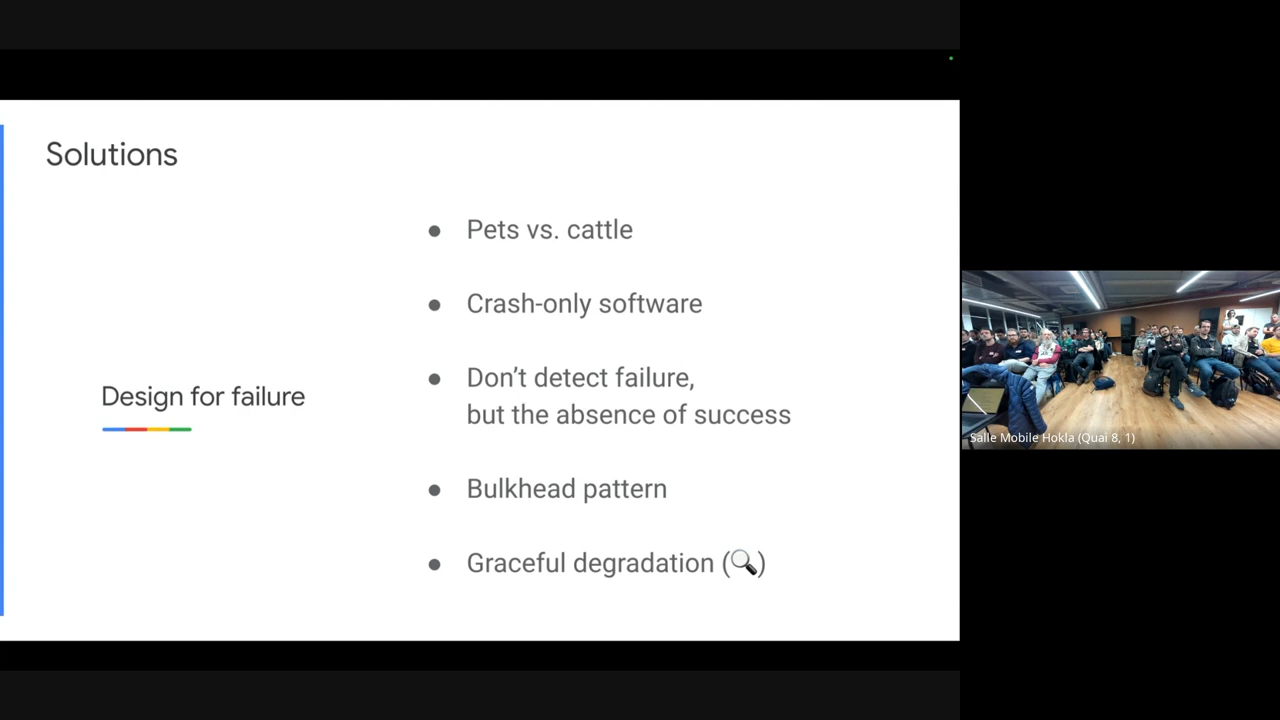 Solutions
Design for failure
● Pets vs. cattle
● Crash-only software
● Don’t detect failure,
but the absence of success
● Bulkhead pattern
● Graceful degradation (🔍)
Salle Mobile Hokla (Quai 8, 1)